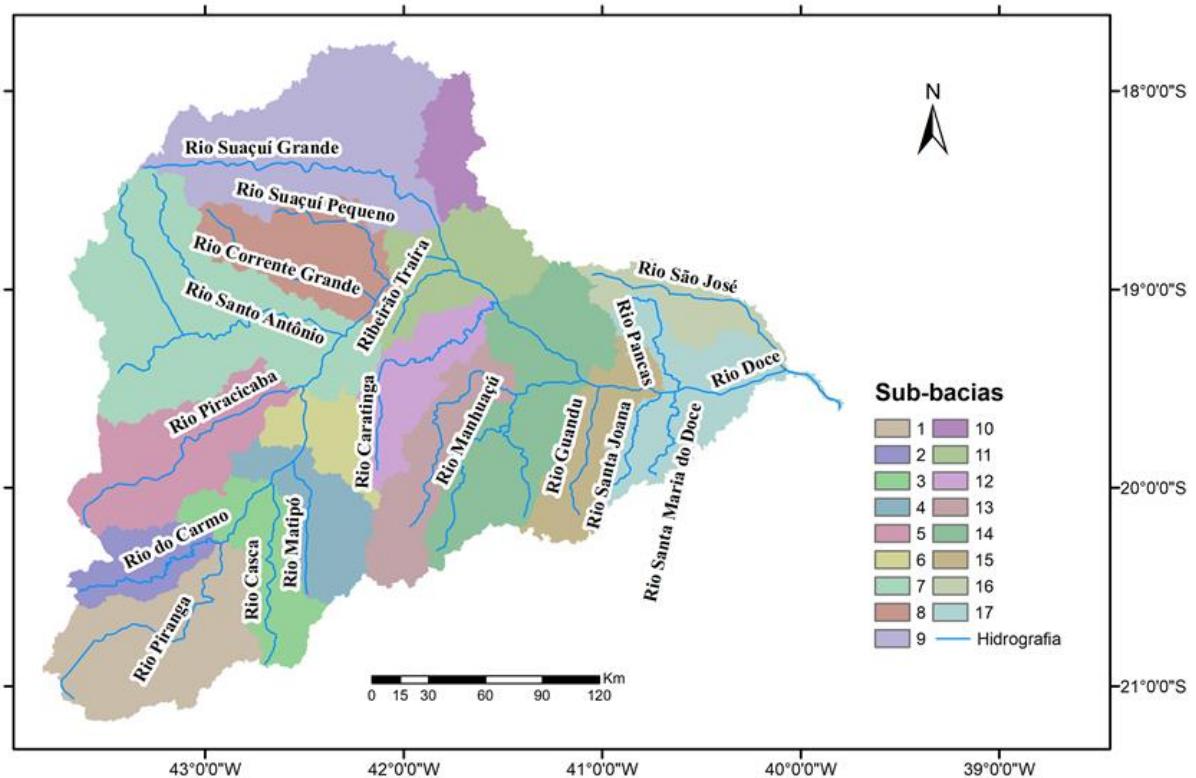 N
18°0'0"S
19°0'0"S
20°0'0"S
21°0'0"S
43°0'0"W
42°0'0"W
41°0'0"W
40°0'0"W
39°0'0"W
Rio Suaçuí Grande
Rio Suaçuí Pequeno
Rio Corrente Grande
Rio Santo Antônio
Ribeirão Traíra
Rio São José
Rio Pancas
Rio Doce
Rio Piracicaba
Rio Caratinga
Rio Manhuaçú
Rio Guandu
Rio Santa Joana
Rio Santa Maria do Doce
Rio do Carmo
Rio Casca
Rio Matipó
Rio Piranga
Km
0 15 30 60 90 120
Sub-bacias
1 10
2 11
3 12
4 13
5 14
6 15
7 16
8 17
9 Hidrografia